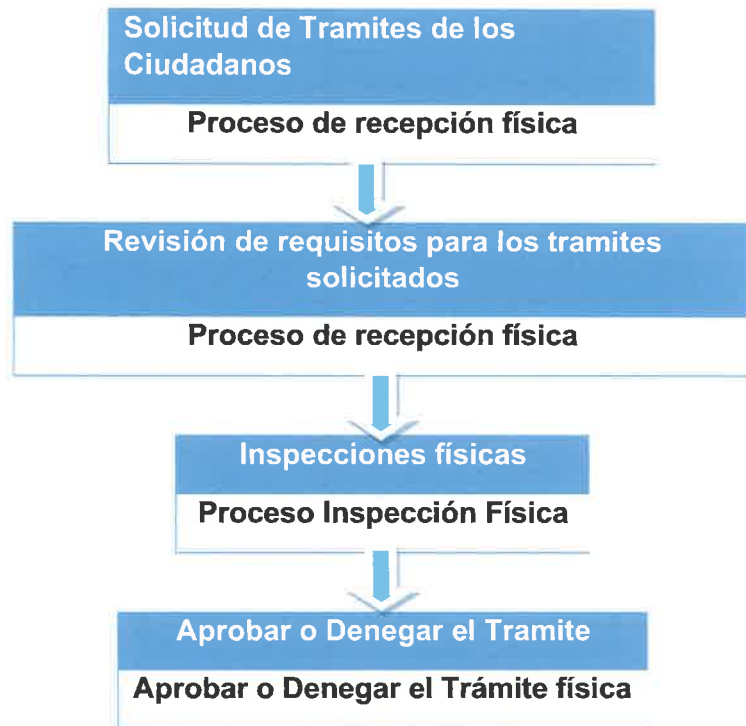 Solicitud de Tramites de los
Ciudadanos
Proceso de recepción física
Revisión de requisitos para los tramites
solicitados
Proceso de recepción física
Inspecciones físicas
Proceso Inspección Física
Aprobar o Denegar el Tramite
Aprobar o Denegar el Trámite física